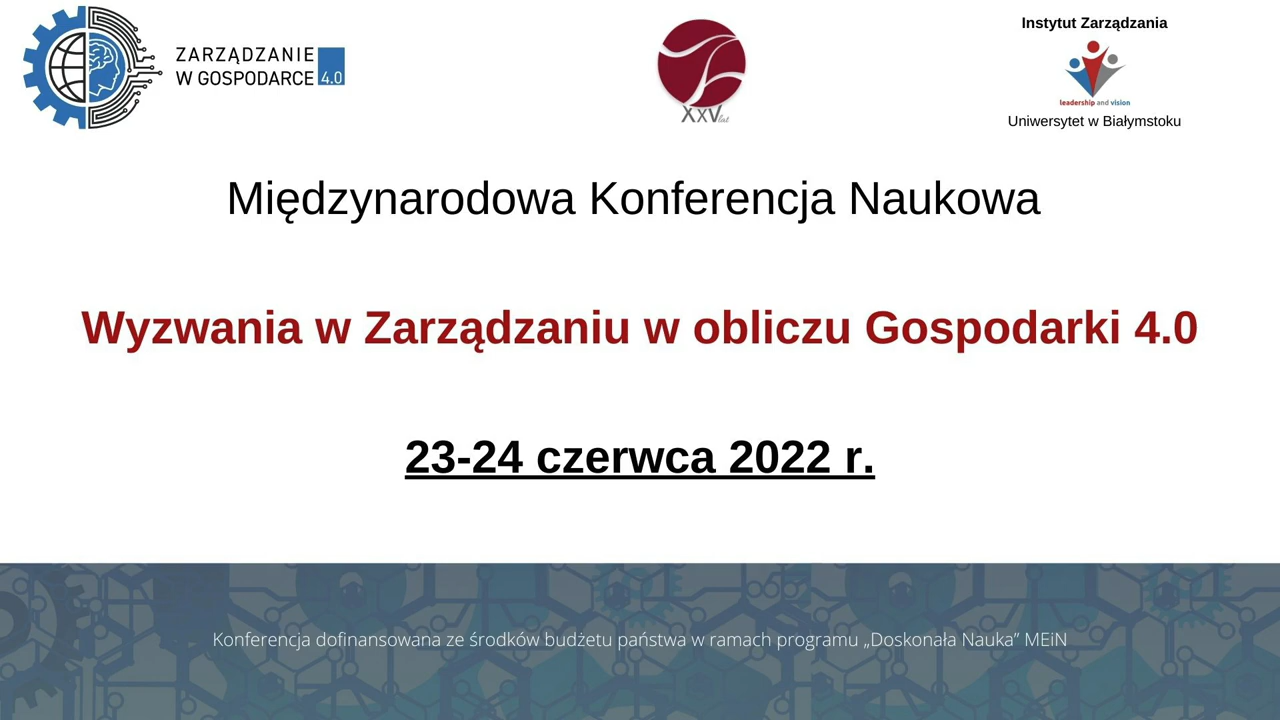 ZARZĄDZANIE
W GOSPODARCE 4.0
XXV lat
Instytut Zarządzania
leadership and vision
Uniwersytet w Białymstoku
Międzynarodowa Konferencja Naukowa
Wyzwania w Zarządzaniu w obliczu Gospodarki 4.0
23-24 czerwca 2022 r.
Konferencja dofinansowana ze środków budżetu państwa w ramach programu „Doskonała Nauka” MEiN